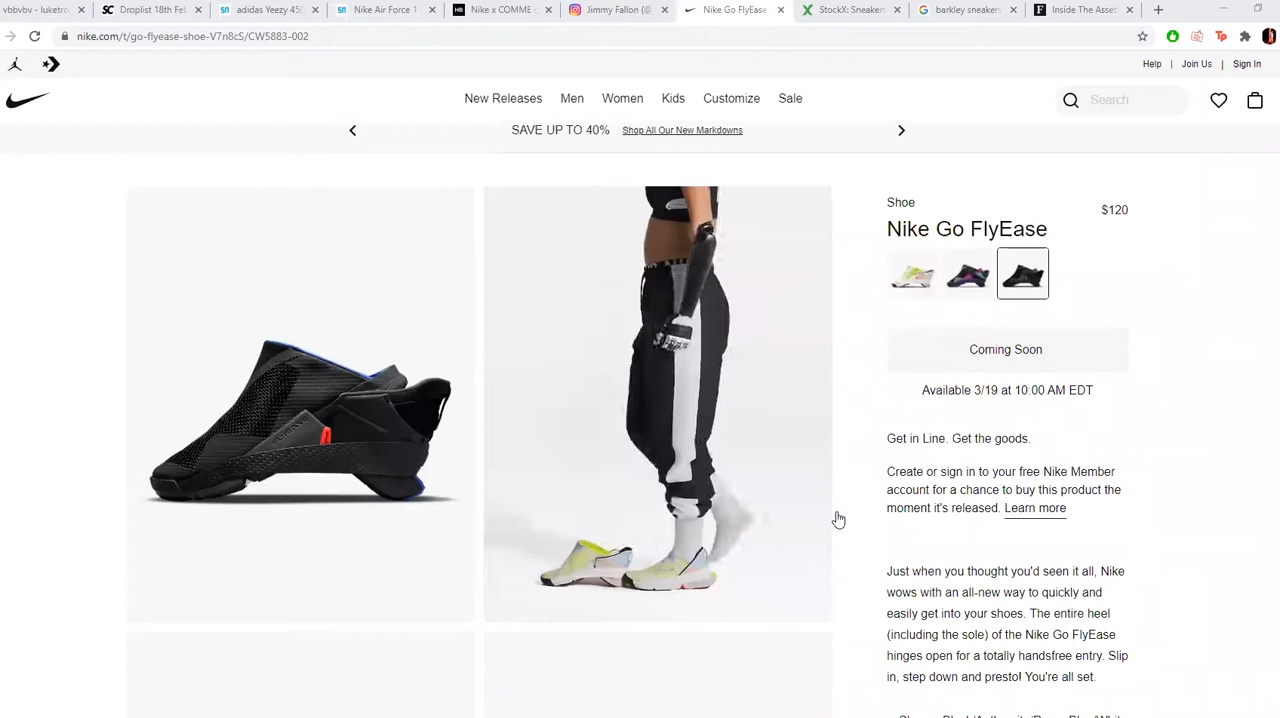 vbbvbv - luketro
Droplist 18th Feb
adidas Yeezy 450
Nike Air Force 1
Nike x COMME d
Jimmy Fallon (@
Nike Go FlyEase
StockX: Sneakers
barkley sneakers
Inside The Assets
nike.com/t/go-flyease-shoe-V7n8cS/CW5883-002
Help | Join Us | Sign In
New Releases Men Women Kids Customize Sale
Search
SAVE UP TO 40% Shop All Our New Markdowns
Shoe
$120
Nike Go FlyEase
Coming Soon
Available 3/19 at 10:00 AM EDT
Get in Line. Get the goods.
Create or sign in to your free Nike Member
account for a chance to buy this product the
moment it's released. Learn more
Just when you thought you'd seen it all, Nike
wows with an all-new way to quickly and
easily get into your shoes. The entire heel
(including the sole) of the Nike Go FlyEase
hinges open for a totally handsfree entry. Slip
in, step down and presto! You're all set.